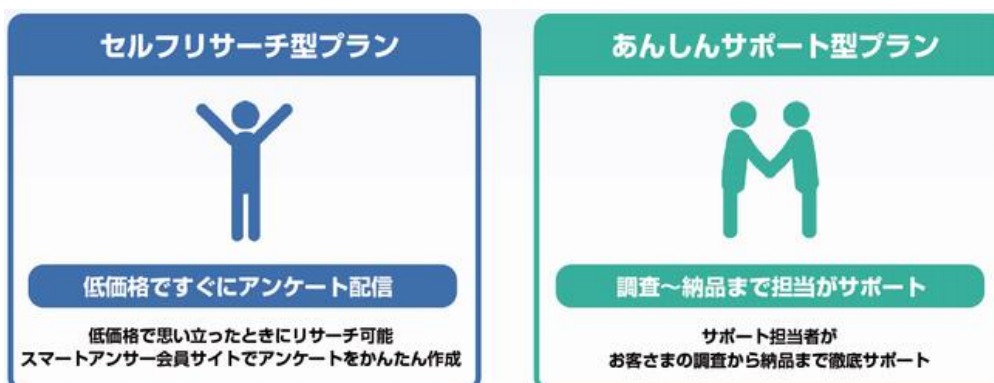 セルフリサーチ型プラン
低価格ですぐにアンケート配信
低価格で思い立ったときにリサーチ可能
スマートアンサー会員サイトでアンケートをかんたん作成
あんしんサポート型プラン
調査~納品まで担当がサポート
サポート担当者が
お客さまの調査から納品まで徹底サポート